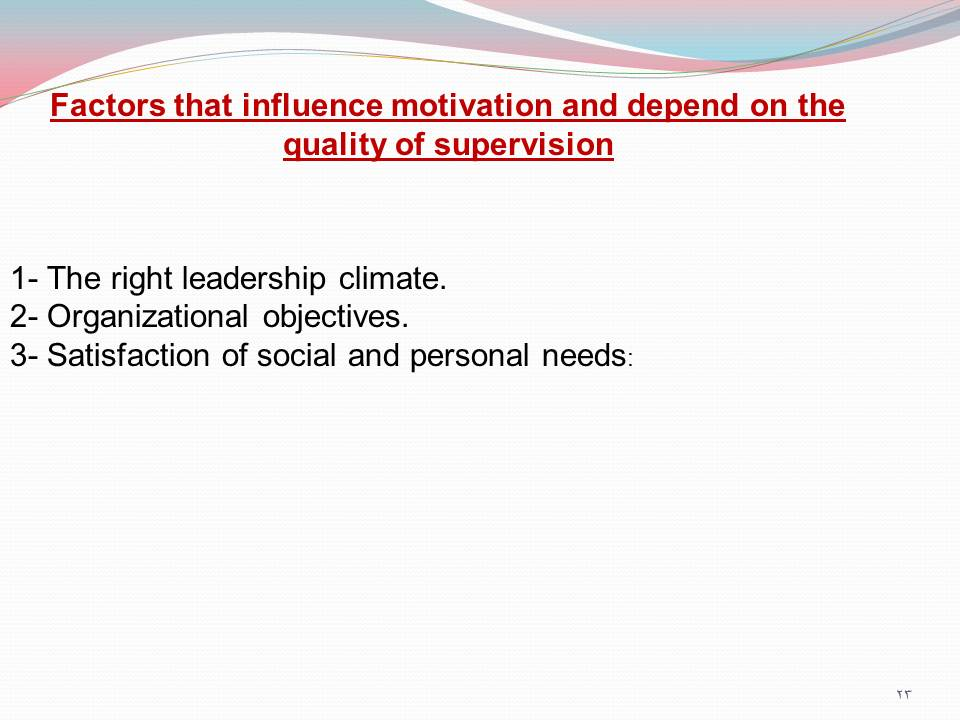 Factors that influence motivation and depend on the
quality of supervision
1- The right leadership climate.
2- Organizational objectives.
3- Satisfaction of social and personal needs:
٢٣